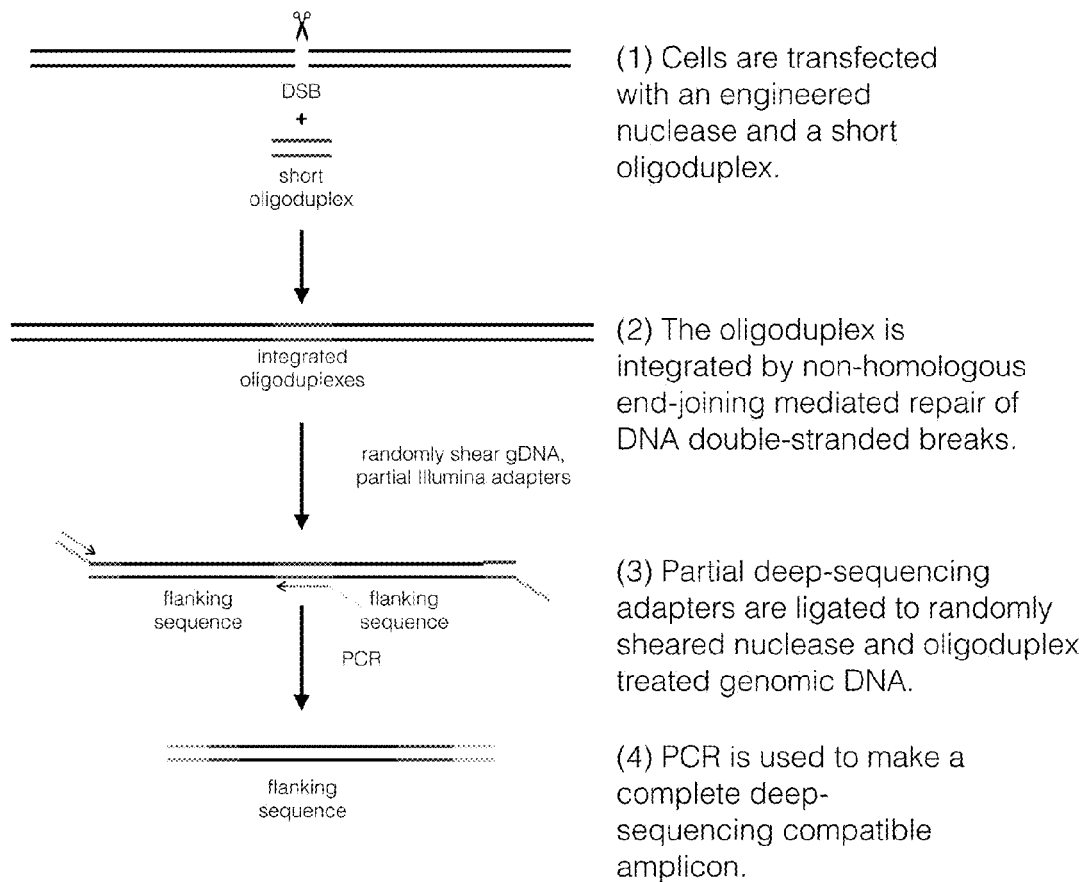 (1) Cells are transfected
with an engineered
nuclease and a short
oligoduplex.
DSB
+
short
oligoduplex
(2) The oligoduplex is
integrated by non-homologous
end-joining mediated repair of
DNA double-stranded breaks.
integrated
oligoduplexes
randomly shear gDNA,
partial Illumina adapters
(3) Partial deep-sequencing
adapters are ligated to randomly
sheared nuclease and oligoduplex
treated genomic DNA.
flanking
sequence
flanking
sequence
PCR
(4) PCR is used to make a
complete deep-
sequencing compatible
amplicon.
flanking
sequence